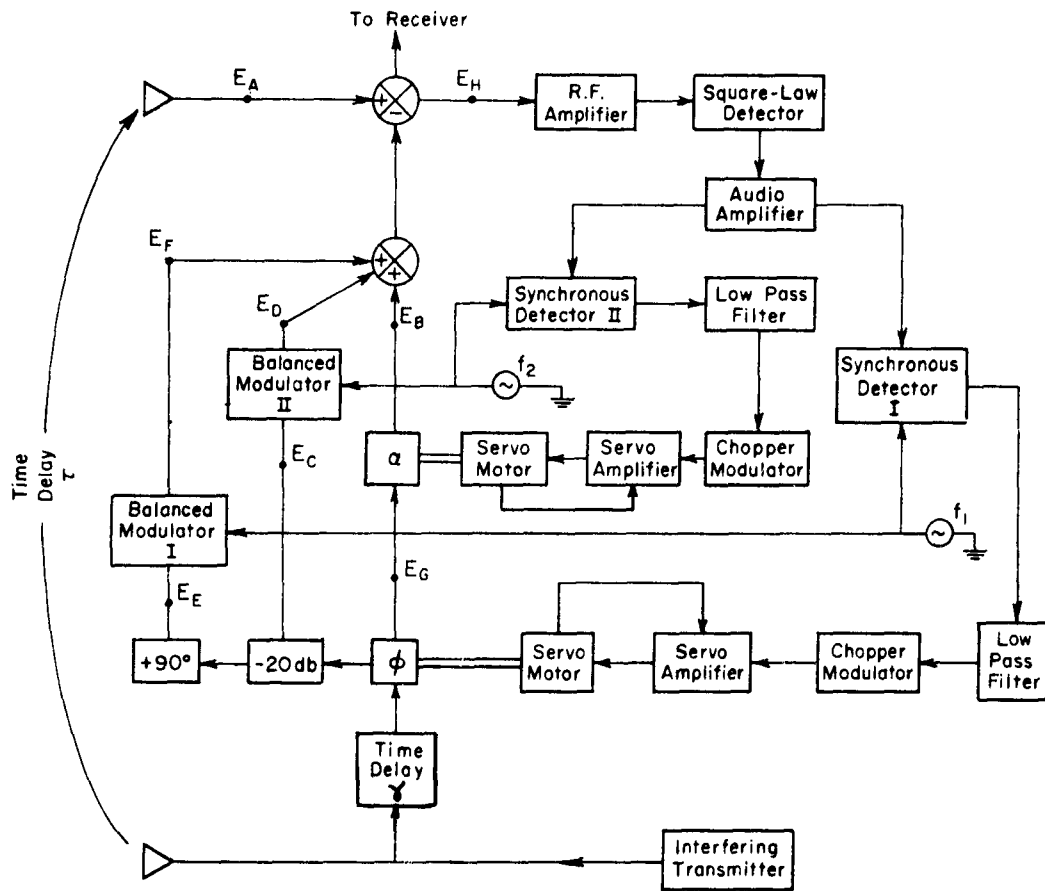 To Receiver
E_A
E_H
R.F.
Amplifier
Square-Law
Detector
+
-
Audio
Amplifier
E_F
+
+
E_D
E_B
Synchronous
Detector II
Low Pass
Filter
Balanced
Modulator
II
f_2
~
Synchronous
Detector
I
Time
Delay
τ
E_C
α
Servo
Motor
Servo
Amplifier
Chopper
Modulator
Balanced
Modulator
I
f_1
~
E_G
E_E
+90°
-20db
ϕ
Servo
Motor
Servo
Amplifier
Chopper
Modulator
Low
Pass
Filter
Time
Delay
γ
Interfering
Transmitter